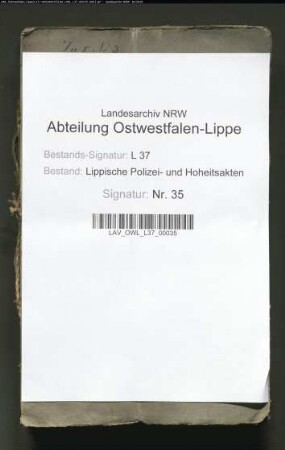 Landesarchiv NRW
Abteilung Ostwestfalen-Lippe
Bestands-Signatur: L 37
Bestand: Lippische Polizei- und Hoheitsakten
Signatur: Nr. 35
LAV_OWL_L37_00035